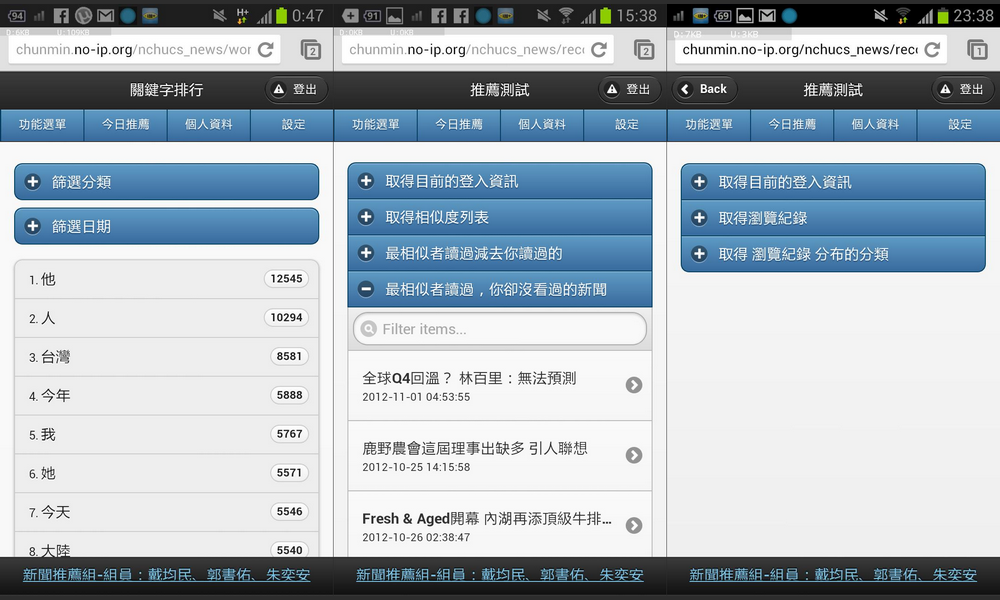 94
H+
0:47
D:6KB U:109KB
chunmin.no-ip.org/nchucs_news/wor
2
關鍵字排行
登出
功能選單
今日推薦
個人資料
設定
篩選分類
篩選日期
1. 他 12545
2. 人 10294
3. 台灣 8581
4. 今年 5888
5. 我 5767
6. 她 5571
7. 今天 5546
8. 大陸 5540
新聞推薦組-組員：戴均民、郭書佑、朱奕安
91
15:38
D:0KB U:0KB
chunmin.no-ip.org/nchucs_news/reco
2
推薦測試
登出
功能選單
今日推薦
個人資料
設定
取得目前的登入資訊
取得相似度列表
最相似者讀過減去你讀過的
最相似者讀過，你卻沒看過的新聞
Filter items...
全球Q4回溫？ 林百里：無法預測
2012-11-01 04:53:55
鹿野農會這屆理事出缺多 引人聯想
2012-10-25 14:15:58
Fresh & Aged開幕 內湖再添頂級牛排...
2012-10-26 02:38:47
新聞推薦組-組員：戴均民、郭書佑、朱奕安
69
23:38
D:7KB U:3KB
chunmin.no-ip.org/nchucs_news/reco
1
Back
推薦測試
登出
功能選單
今日推薦
個人資料
設定
取得目前的登入資訊
取得瀏覽紀錄
取得 瀏覽紀錄 分布的分類
新聞推薦組-組員：戴均民、郭書佑、朱奕安